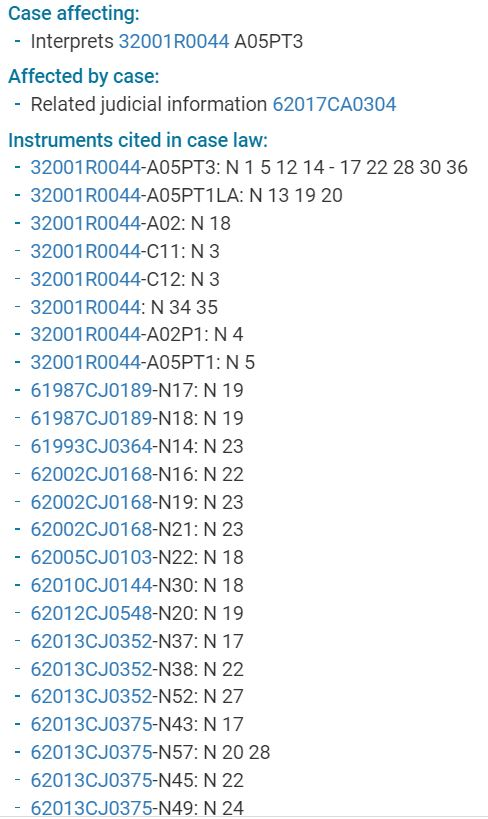 Case affecting:
- Interprets 32001R0044 A05PT3
Affected by case:
- Related judicial information 62017CA0304
Instruments cited in case law:
- 32001R0044-A05PT3: N 1 5 12 14 - 17 22 28 30 36
- 32001R0044-A05PT1LA: N 13 19 20
- 32001R0044-A02: N 18
- 32001R0044-C11: N 3
- 32001R0044-C12: N 3
- 32001R0044: N 34 35
- 32001R0044-A02P1: N 4
- 32001R0044-A05PT1: N 5
- 61987CJ0189-N17: N 19
- 61987CJ0189-N18: N 19
- 61993CJ0364-N14: N 23
- 62002CJ0168-N16: N 22
- 62002CJ0168-N19: N 23
- 62002CJ0168-N21: N 23
- 62005CJ0103-N22: N 18
- 62010CJ0144-N30: N 18
- 62012CJ0548-N20: N 19
- 62013CJ0352-N37: N 17
- 62013CJ0352-N38: N 22
- 62013CJ0352-N52: N 27
- 62013CJ0375-N43: N 17
- 62013CJ0375-N57: N 20 28
- 62013CJ0375-N45: N 22
- 62013CJ0375-N49: N 24